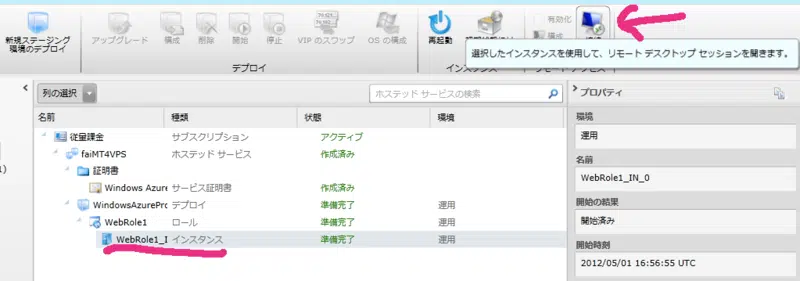 新規ステージング
環境のデプロイ
アップグレード
構成
削除
開始
停止
VIP のスワップ
OS の構成
再起動
有効化
構成
デプロイ
インスタンス
選択したインスタンスを使用して、リモート デスクトップ セッションを開きます。
列の選択
ホステッド サービスの検索
名前 種類 状態 環境
従量課金 サブスクリプション アクティブ
faiMT4VPS ホステッド サービス 作成済み
証明書
Windows Azure サービス証明書 作成済み
WindowsAzurePro デプロイ 準備完了 運用
WebRole1 ロール 準備完了 運用
WebRole1_I インスタンス 準備完了 運用
プロパティ
環境
運用
名前
WebRole1_IN_0
開始の結果
開始済み
開始時刻
2012/05/01 16:56:55 UTC